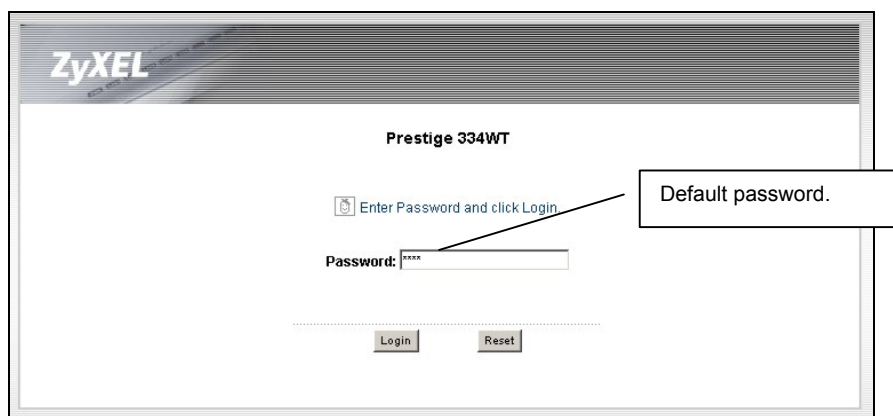 ZyXEL
Prestige 334WT
Enter Password and click Login.
Default password.
Password: ****
Login
Reset